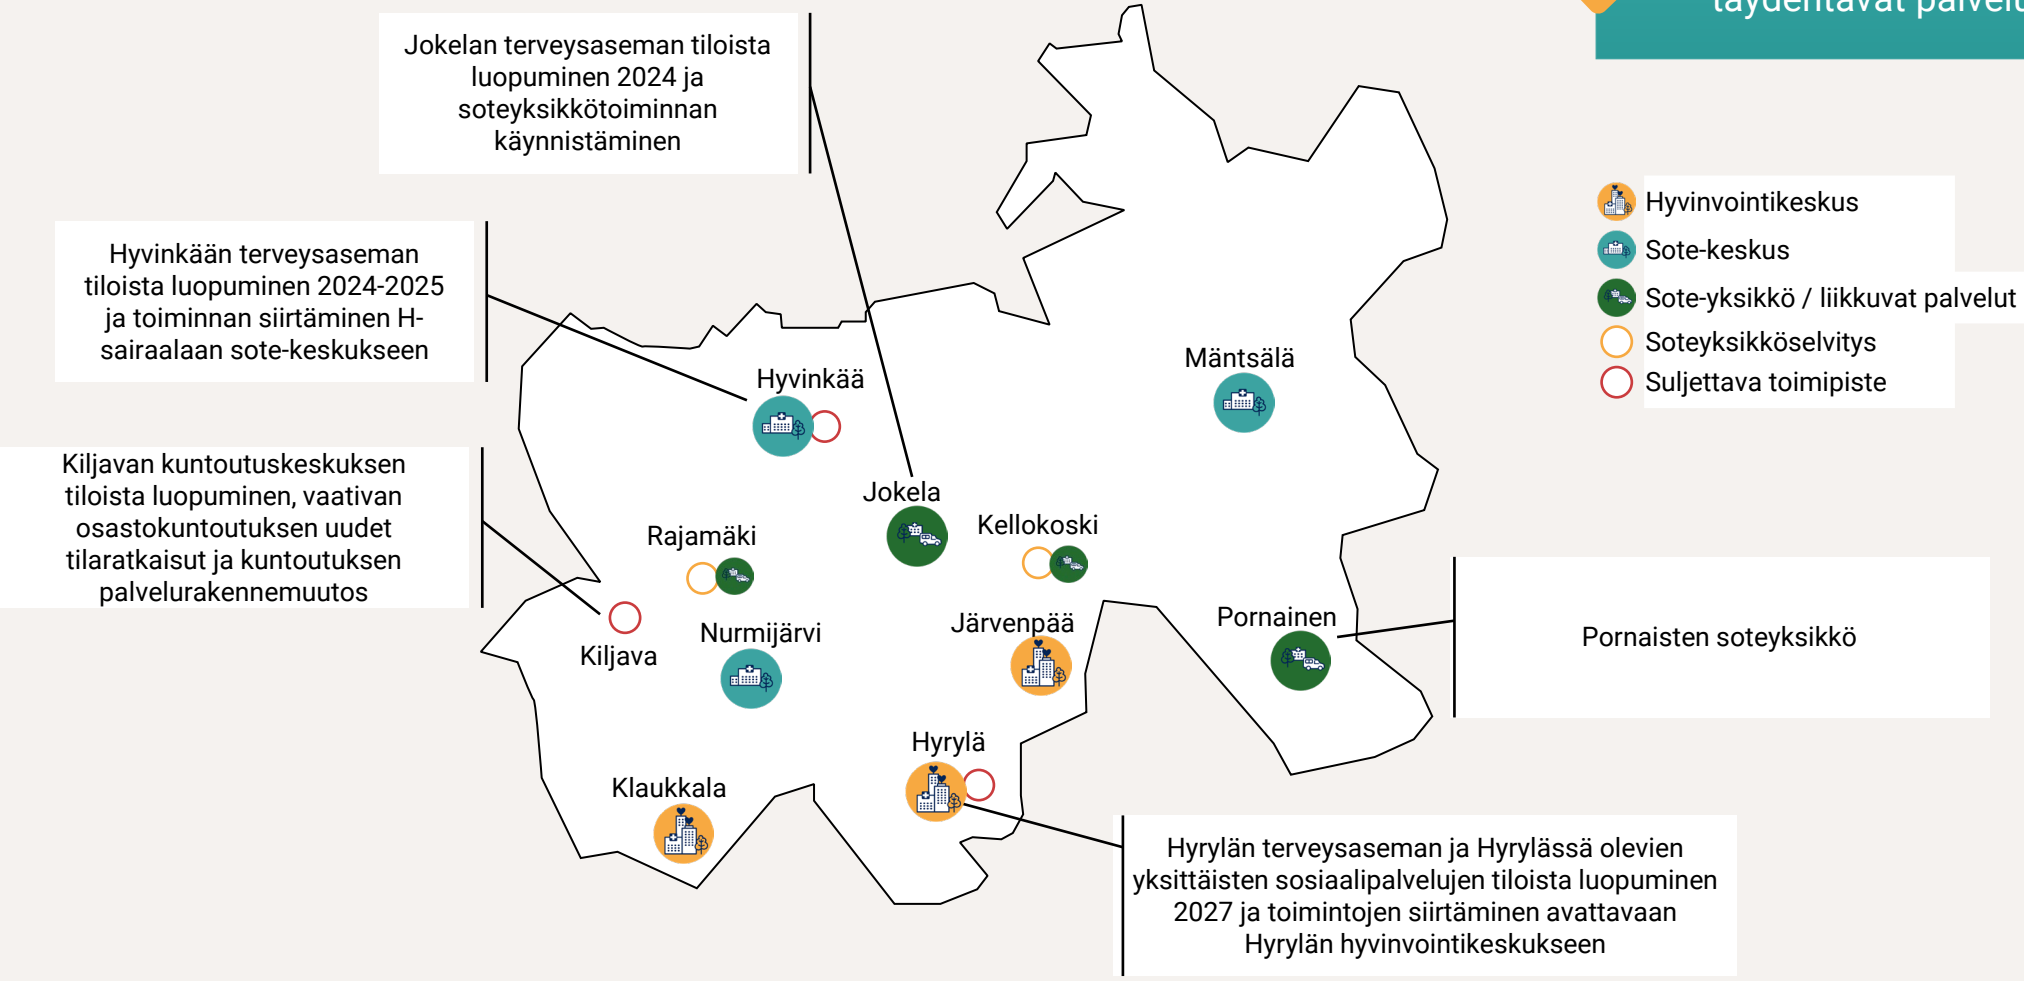 täydentävät palvelu
Jokelan terveysaseman tiloista
luopuminen 2024 ja
soteyksikkötoiminnan
käynnistäminen
Hyvinkään terveysaseman
tiloista luopuminen 2024-2025
ja toiminnan siirtäminen H-
sairaalaan sote-keskukseen
Kiljavan kuntoutuskeskuksen
tiloista luopuminen, vaativan
osastokuntoutuksen uudet
tilaratkaisut ja kuntoutuksen
palvelurakennemuutos
Hyvinvointikeskus
Sote-keskus
Sote-yksikkö / liikkuvat palvelut
Soteyksikköselvitys
Suljettava toimipiste
Mäntsälä
Hyvinkää
Jokela
Kellokoski
Rajamäki
Pornainen
Järvenpää
Nurmijärvi
Kiljava
Hyrylä
Klaukkala
Pornaisten soteyksikkö
Hyrylän terveysaseman ja Hyrylässä olevien
yksittäisten sosiaalipalvelujen tiloista luopuminen
2027 ja toimintojen siirtäminen avattavaan
Hyrylän hyvinvointikeskukseen